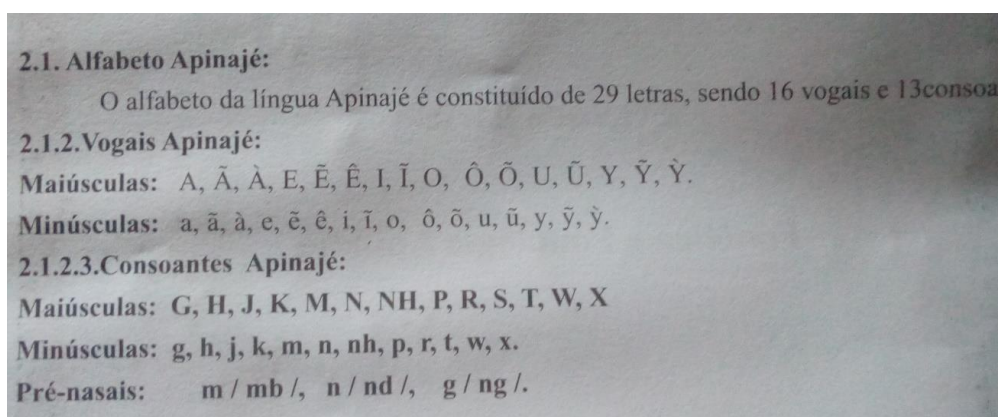 2.1. Alfabeto Apinajé:
O alfabeto da língua Apinajé é constituído de 29 letras, sendo 16 vogais e 13consoa
2.1.2.Vogais Apinajé:
Maiúsculas: A, Ã, À, E, Ẽ, Ê, I, Ĩ, O, Ô, Õ, U, Ũ, Y, Ỹ, Ỳ.
Minúsculas: a, ã, à, e, ẽ, ê, i, ĩ, o, ô, õ, u, ũ, y, ỹ, ỳ.
2.1.2.3.Consoantes Apinajé:
Maiúsculas: G, H, J, K, M, N, NH, P, R, S, T, W, X
Minúsculas: g, h, j, k, m, n, nh, p, r, t, w, x.
Pré-nasais: m / mb /, n / nd /, g / ng /.